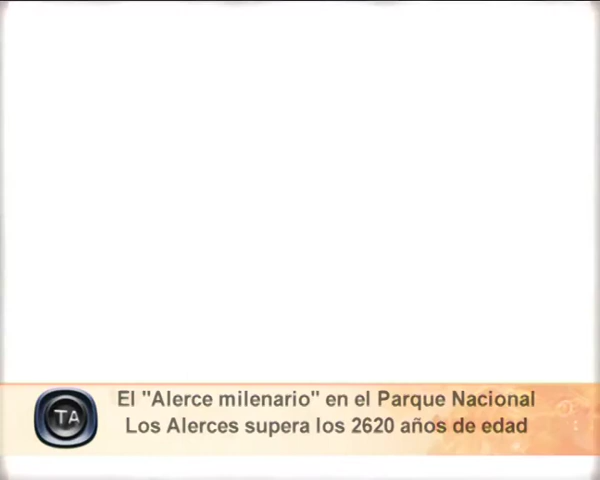 El "Alerce milenario" en el Parque Nacional
Los Alerces supera los 2620 años de edad
TA